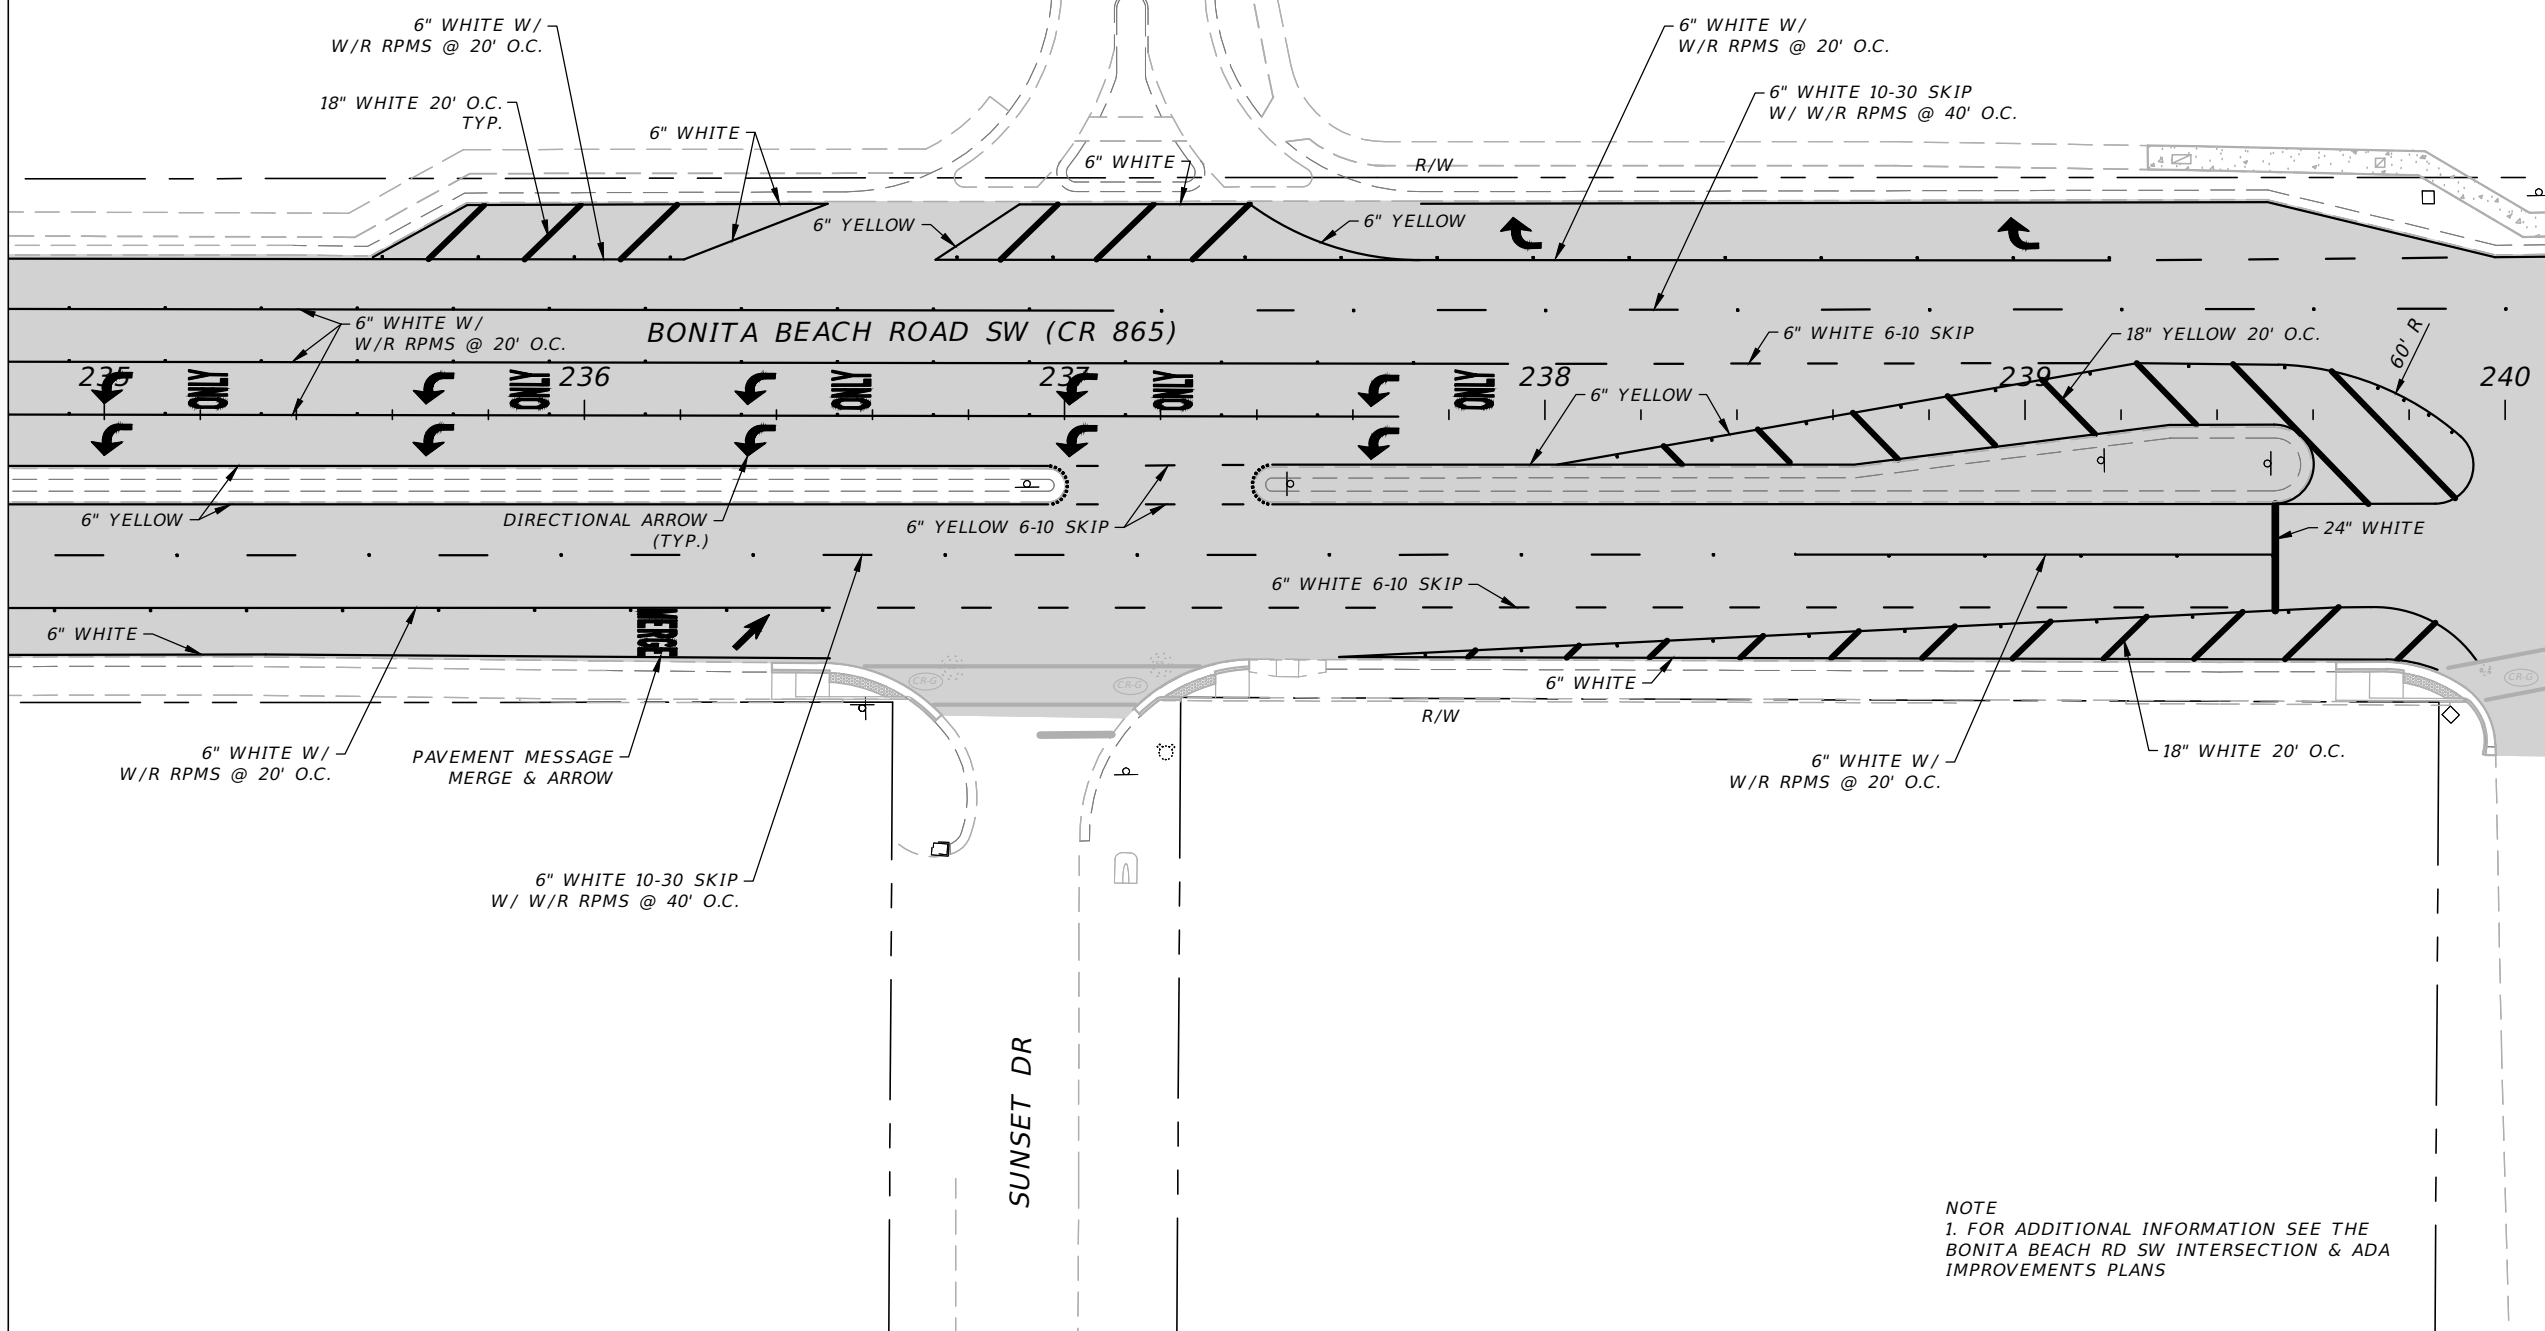 6" WHITE W/
W/R RPMS @ 20' O.C.
18" WHITE 20' O.C.
TYP.
6" WHITE
6" WHITE
6" WHITE W/
W/R RPMS @ 20' O.C.
6" WHITE 10-30 SKIP
W/ W/R RPMS @ 40' O.C.
R/W
6" YELLOW
6" YELLOW
6" WHITE W/
W/R RPMS @ 20' O.C.
BONITA BEACH ROAD SW (CR 865)
6" WHITE 6-10 SKIP
18" YELLOW 20' O.C.
60' R
235
ONLY
ONLY
236
ONLY
237
ONLY
ONLY
238
239
240
6" YELLOW
6" YELLOW
DIRECTIONAL ARROW
(TYP.)
6" YELLOW 6-10 SKIP
24" WHITE
6" WHITE 6-10 SKIP
6" WHITE
MERGE
CR-G
CR-G
CR-G
6" WHITE
R/W
6" WHITE W/
W/R RPMS @ 20' O.C.
PAVEMENT MESSAGE
MERGE & ARROW
6" WHITE W/
W/R RPMS @ 20' O.C.
18" WHITE 20' O.C.
6" WHITE 10-30 SKIP
W/ W/R RPMS @ 40' O.C.
SUNSET DR
NOTE
1. FOR ADDITIONAL INFORMATION SEE THE
BONITA BEACH RD SW INTERSECTION & ADA
IMPROVEMENTS PLANS